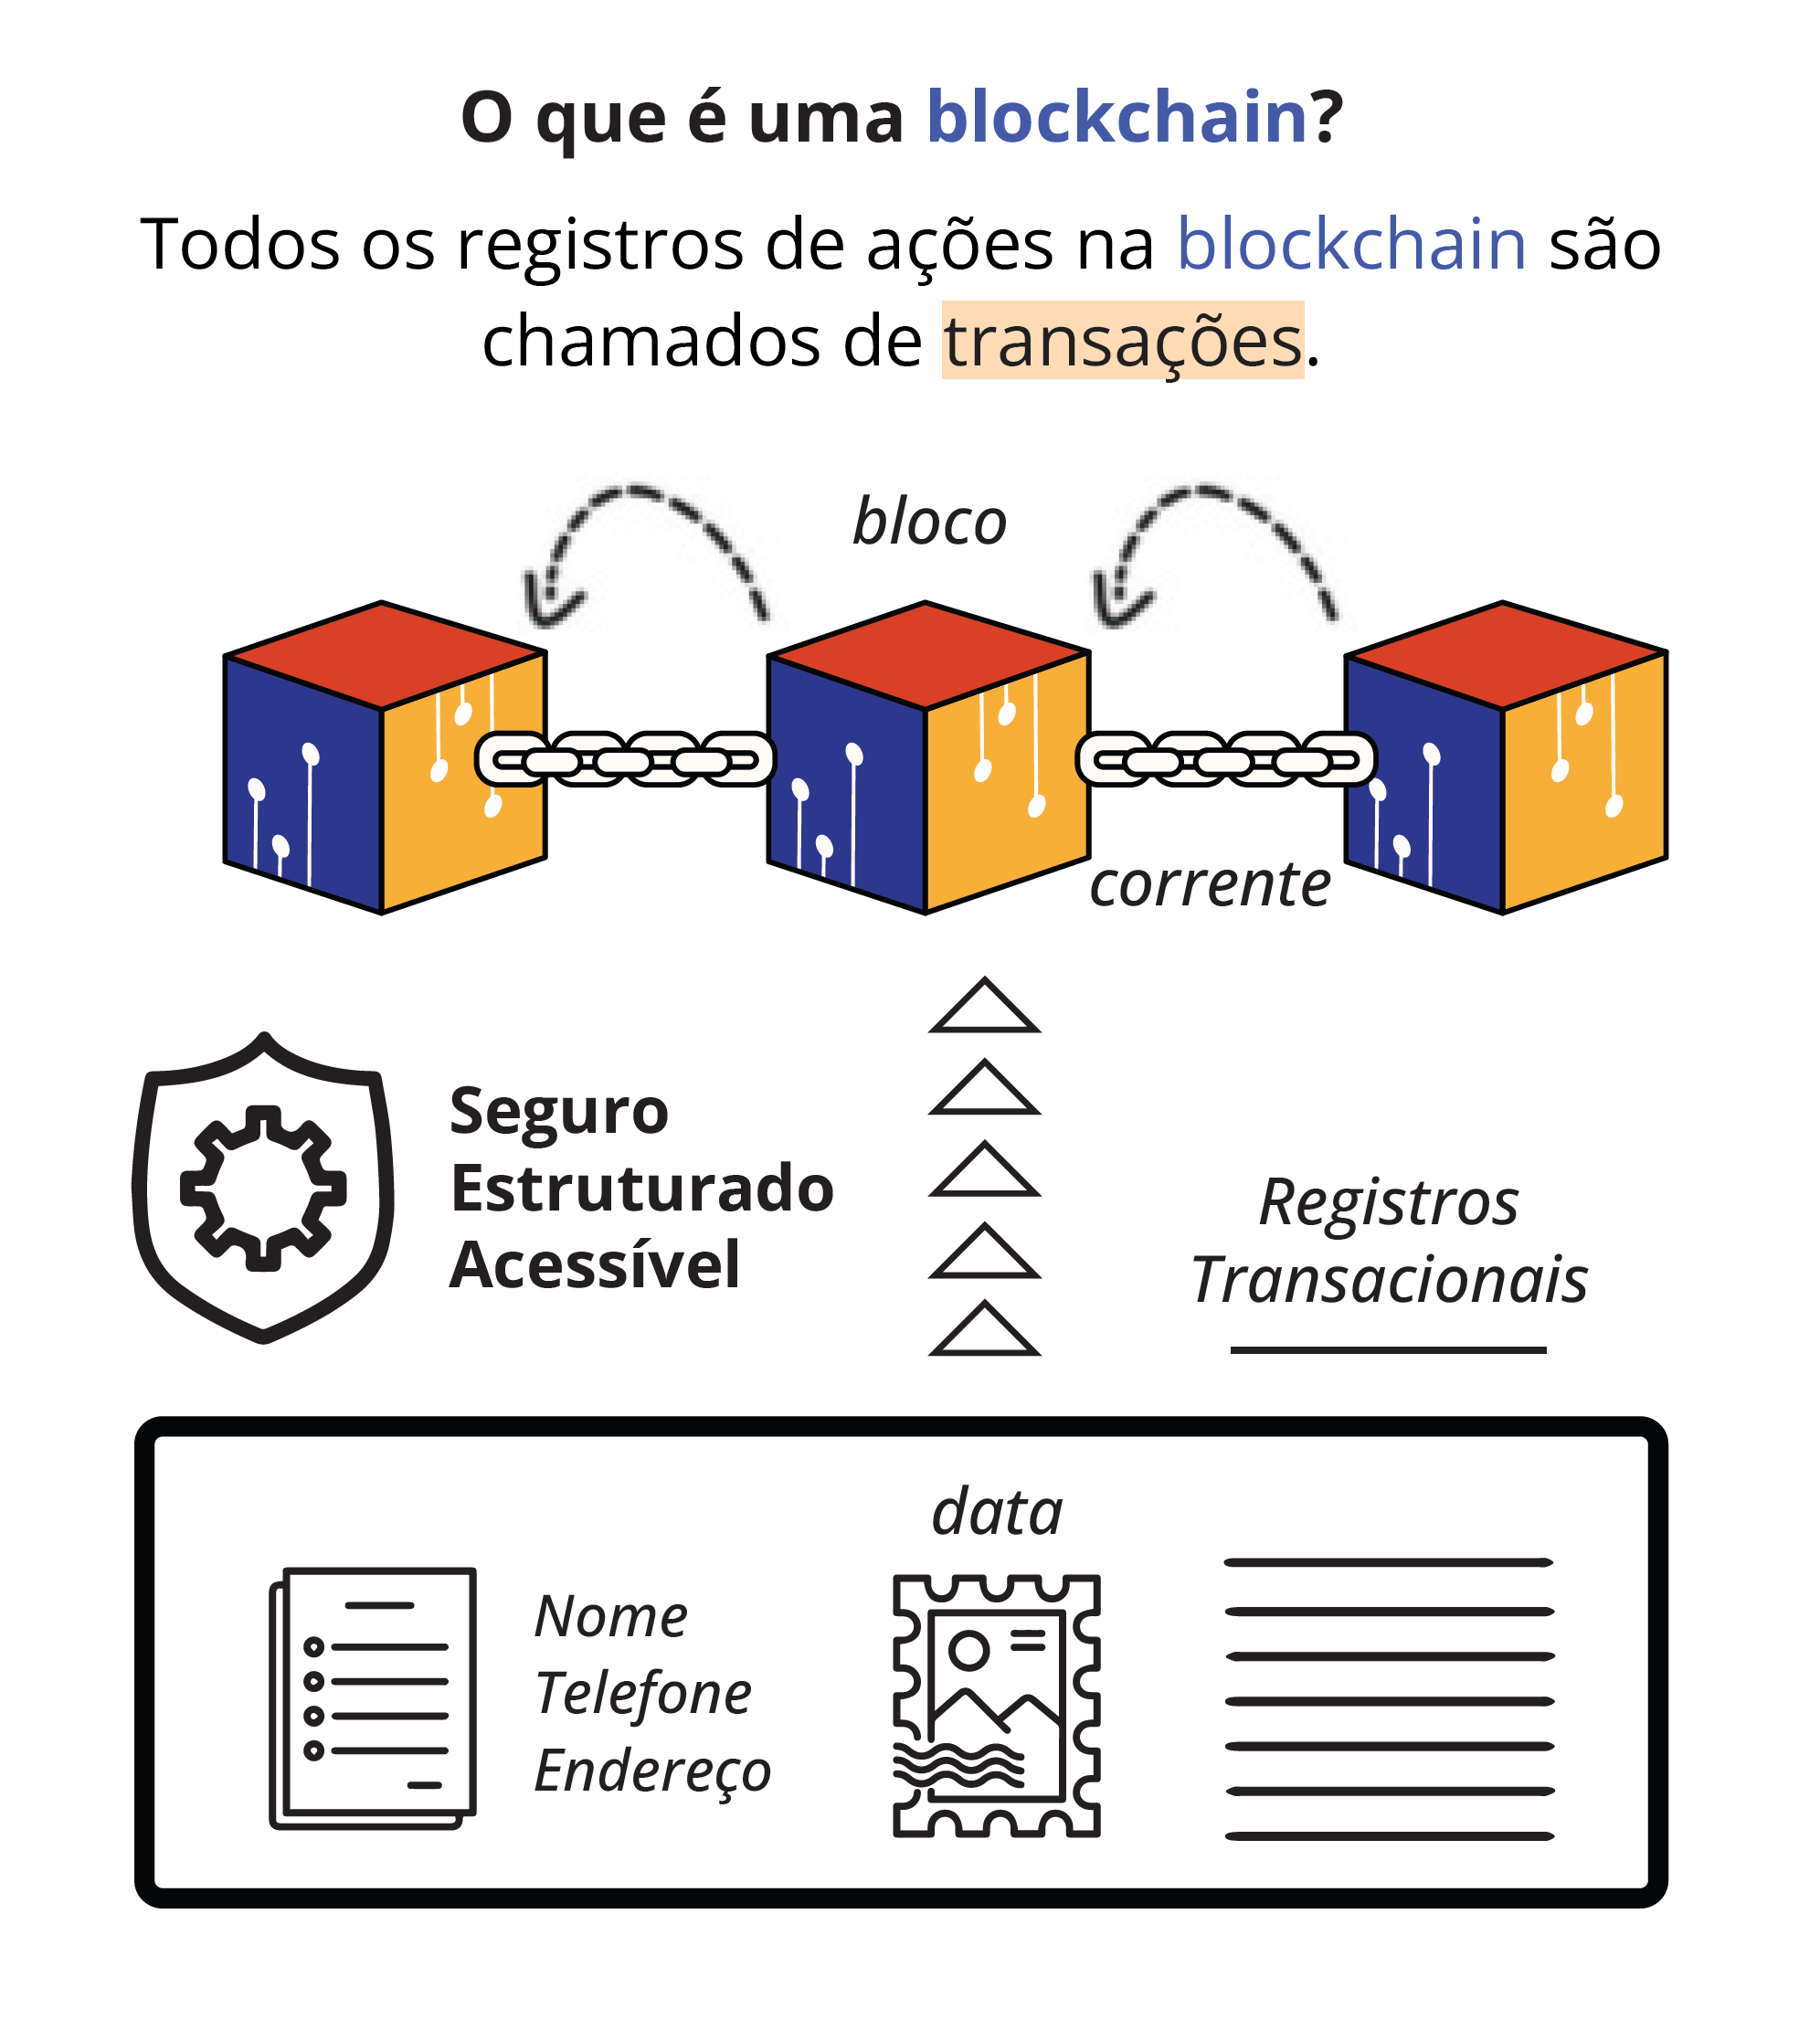 O que é uma blockchain?
Todos os registros de ações na blockchain são
chamados de transações.
bloco
corrente
Seguro
Estruturado
Acessível
Registros
Transacionais
data
Nome
Telefone
Endereço